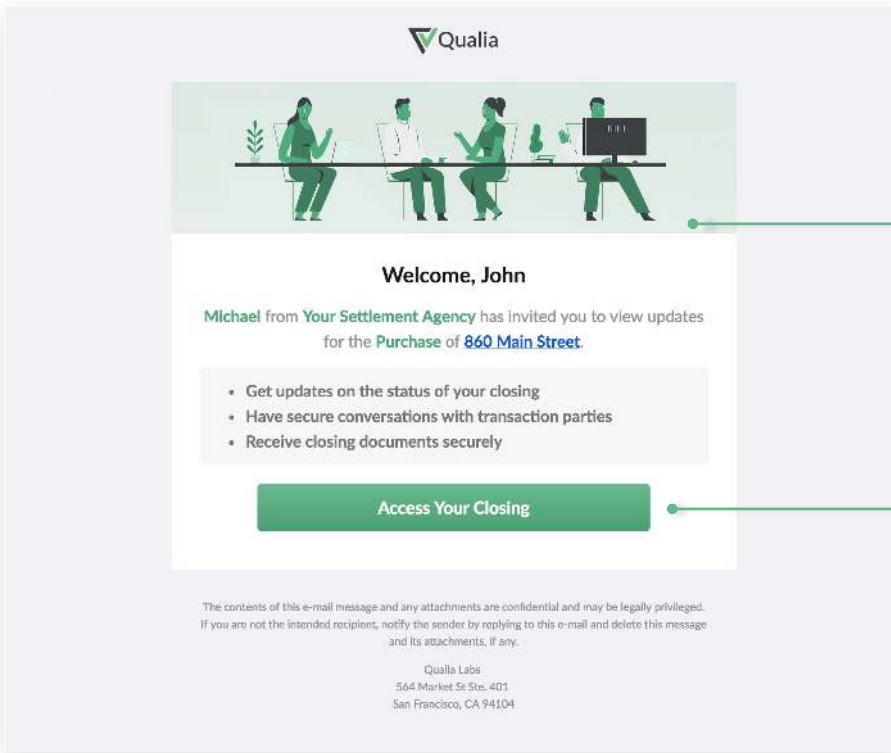 Qualia
Welcome, John
Michael from Your Settlement Agency has invited you to view updates
for the Purchase of 860 Main Street.
• Get updates on the status of your closing
• Have secure conversations with transaction parties
• Receive closing documents securely
Access Your Closing
The contents of this e-mail message and any attachments are confidential and may be legally privileged.
If you are not the intended recipient, notify the sender by replying to this e-mail and delete this message
and its attachments, if any.
Qualia Labs
564 Market St Ste. 401
San Francisco, CA 94104